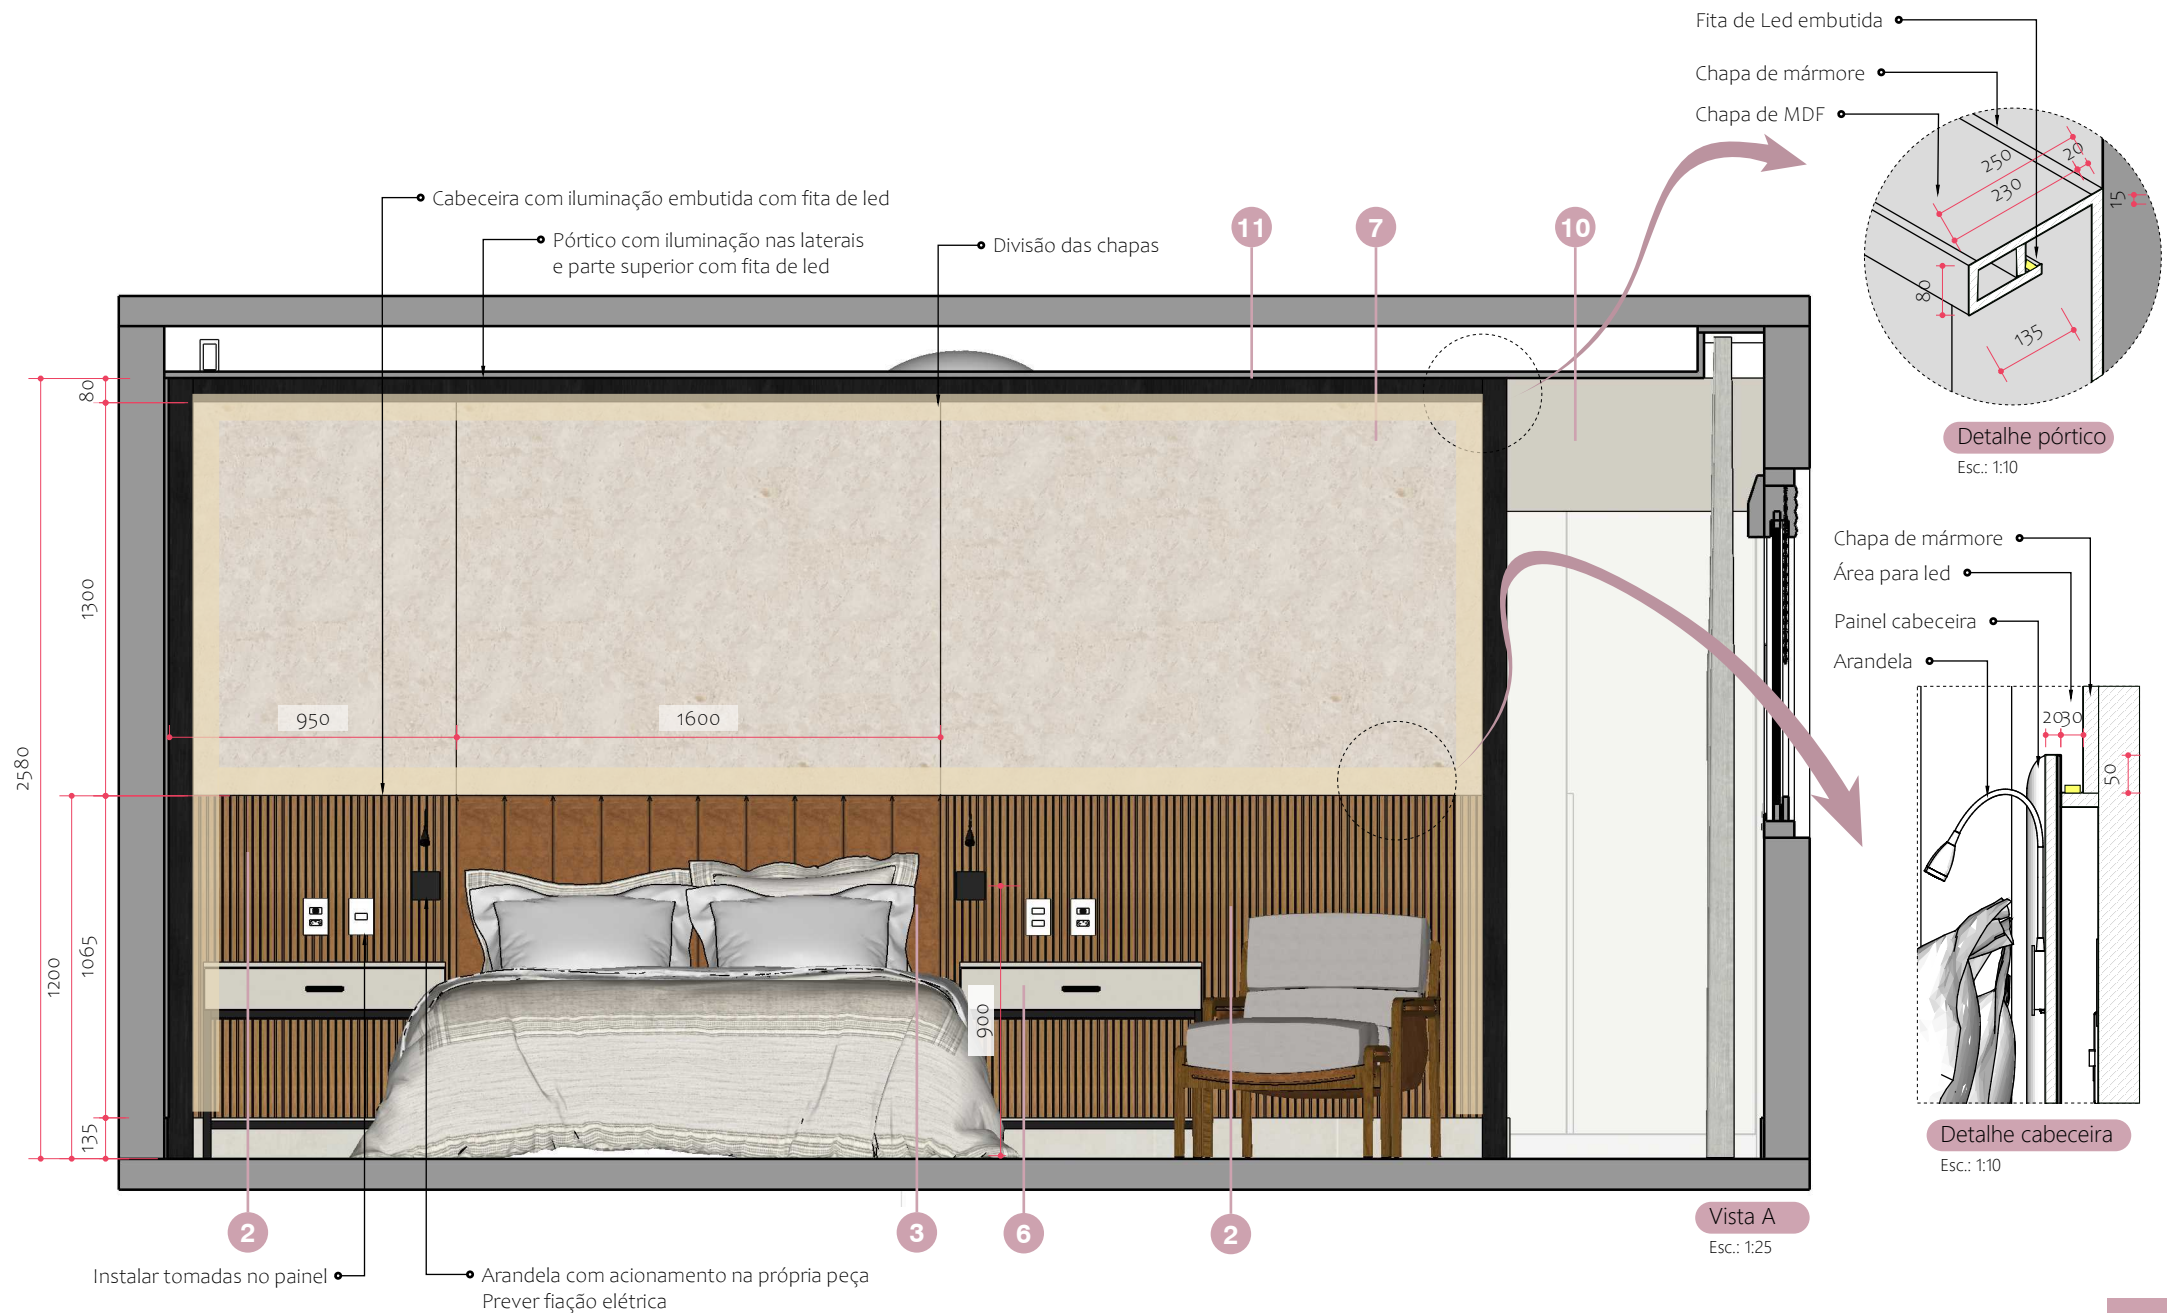 Fita de Led embutida
Chapa de mármore
Chapa de MDF
250
20
230
15
80
135
Detalhe pórtico
Esc.: 1:10
Cabeceira com iluminação embutida com fita de led
Pórtico com iluminação nas laterais
e parte superior com fita de led
Divisão das chapas
11
7
10
80
1300
2580
1200
1065
135
950
1600
900
Chapa de mármore
Área para led
Painel cabeceira
Arandela
20
30
50
Detalhe cabeceira
Esc.: 1:10
2
3
6
2
Vista A
Esc.: 1:25
Instalar tomadas no painel
Arandela com acionamento na própria peça
Prever fiação elétrica